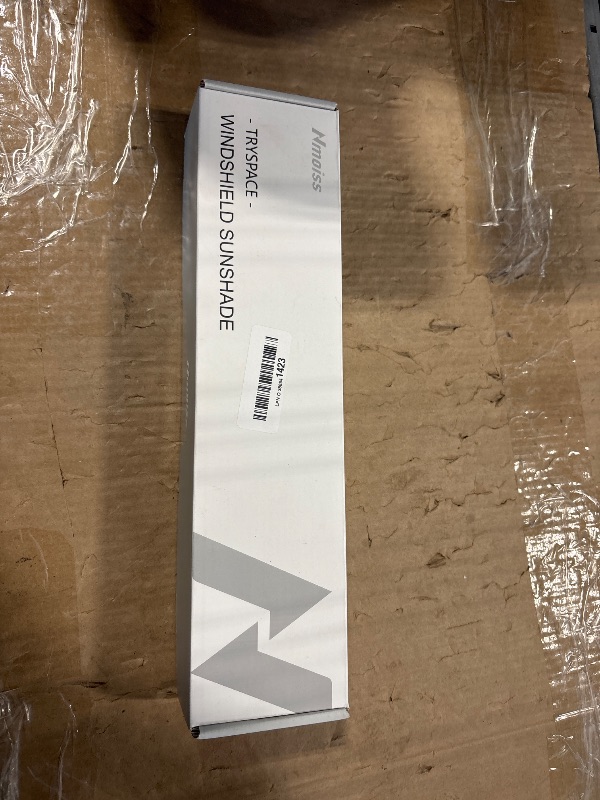 Nmoiss
- TRYSPACE -
WINDSHIELD SUNSHADE
1423